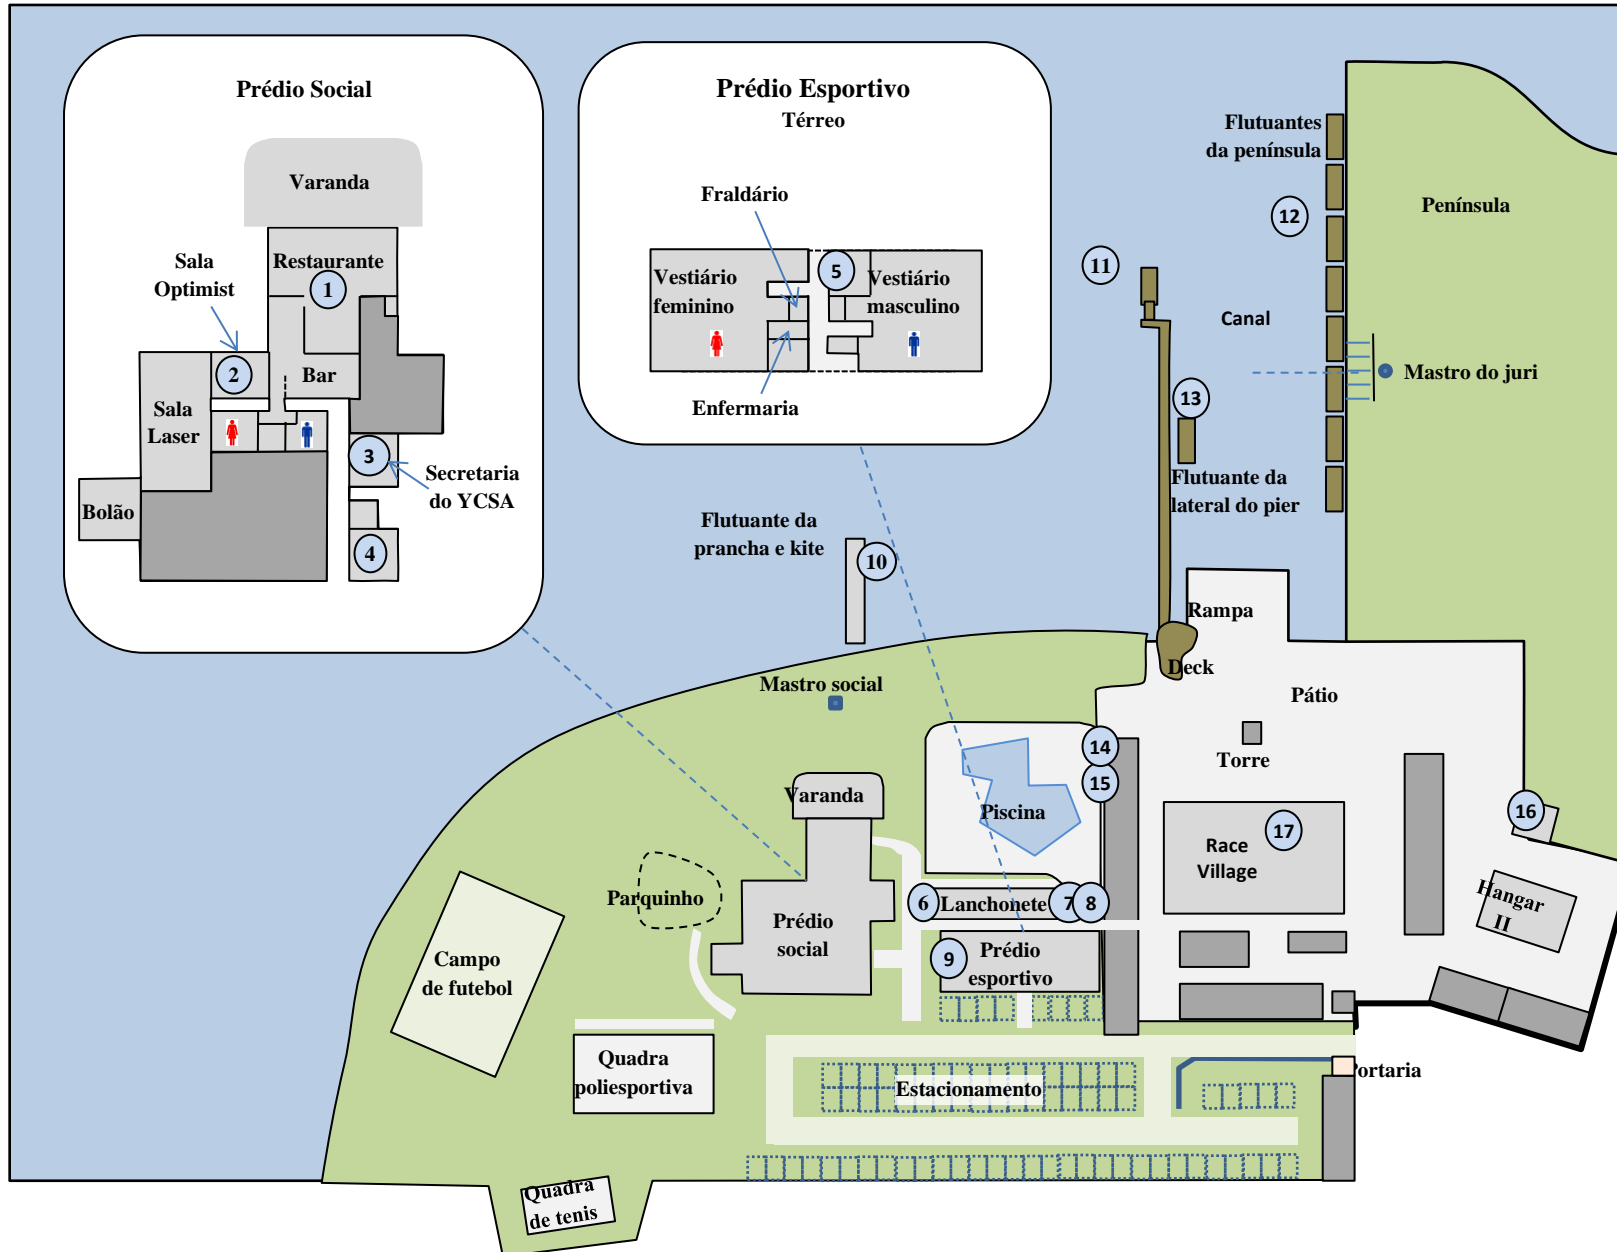 Prédio Social
Varanda
Sala
Optimist
Restaurante
1
2
Bar
Sala
Laser
3
Secretaria
do YCSA
Bolão
4
Prédio Esportivo
Térreo
Fraldário
Vestiário
feminino
5
Vestiário
masculino
Enfermaria
Flutuantes
da península
12
Península
11
Canal
Mastro do juri
13
Flutuante da
lateral do pier
Flutuante da
prancha e kite
10
Rampa
Deck
Pátio
Mastro social
14
Torre
15
Varanda
Piscina
16
17
Race
Village
Parquinho
6
Lanchonete
7
8
Hangar
II
Prédio
social
9
Prédio
esportivo
Campo
de futebol
Quadra
poliesportiva
Estacionamento
Portaria
Quadra
de tenis